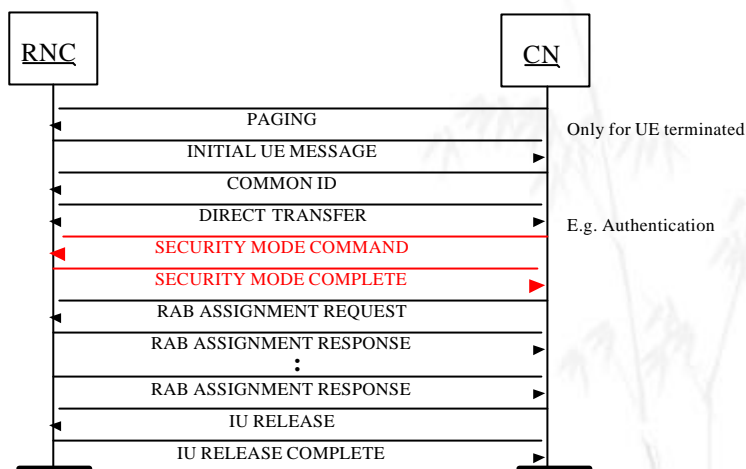 RNC
CN
PAGING
Only for UE terminated
INITIAL UE MESSAGE
COMMON ID
DIRECT TRANSFER
E.g. Authentication
SECURITY MODE COMMAND
SECURITY MODE COMPLETE
RAB ASSIGNMENT REQUEST
RAB ASSIGNMENT RESPONSE
:
RAB ASSIGNMENT RESPONSE
IU RELEASE
IU RELEASE COMPLETE